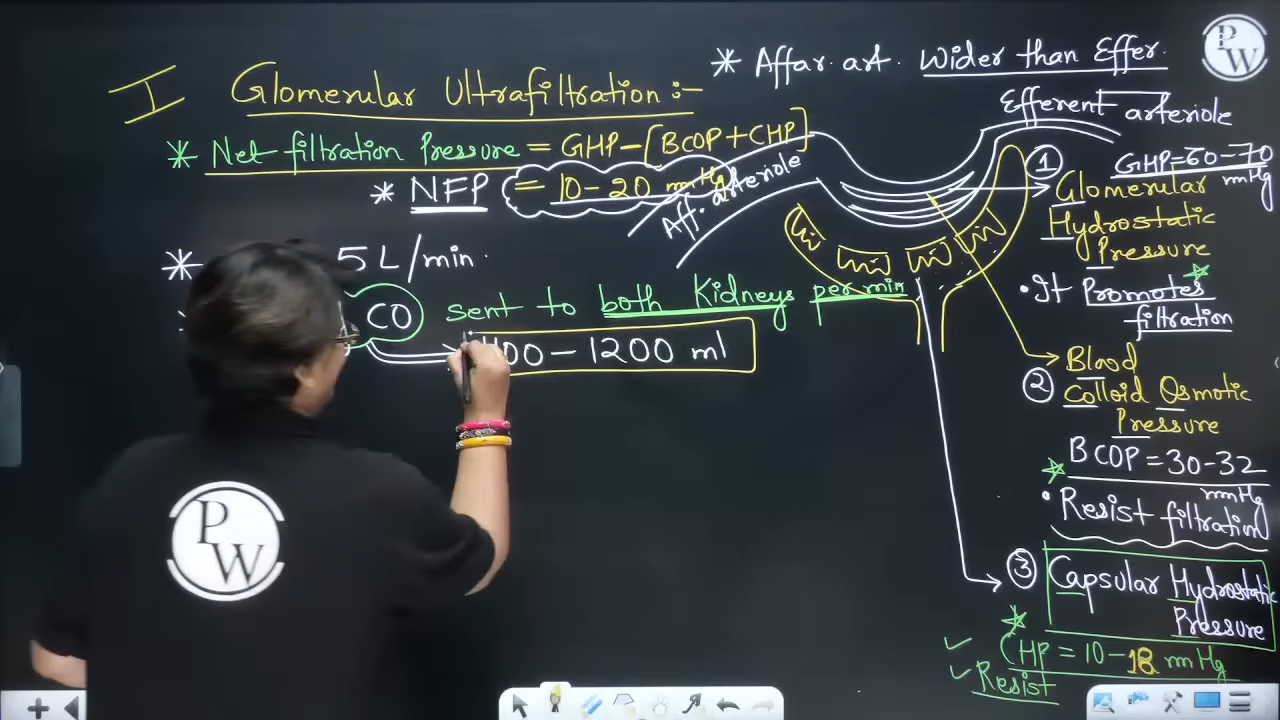 * Affar. art. Wider than Effer.
PW
I Glomerular Ultrafiltration :-
* Net filtration Pressure = GHP - [BCOP + CHP]
* NFP = 10-20 mmHg
Aff. arteriole
Efferent arteriole
① GHP=60-70 mmHg
Glomerular
Hydrostatic
Pressure
• It Promotes
filtration
* 5 L/min.
CO sent to both Kidneys per min
1100 - 1200 ml
Blood
② Colloid Osmotic
Pressure
BCOP = 30-32
mmHg
• Resist filtration
③ Capsular Hydrostatic
Pressure
CHP = 10-18 mmHg
Resist
PW